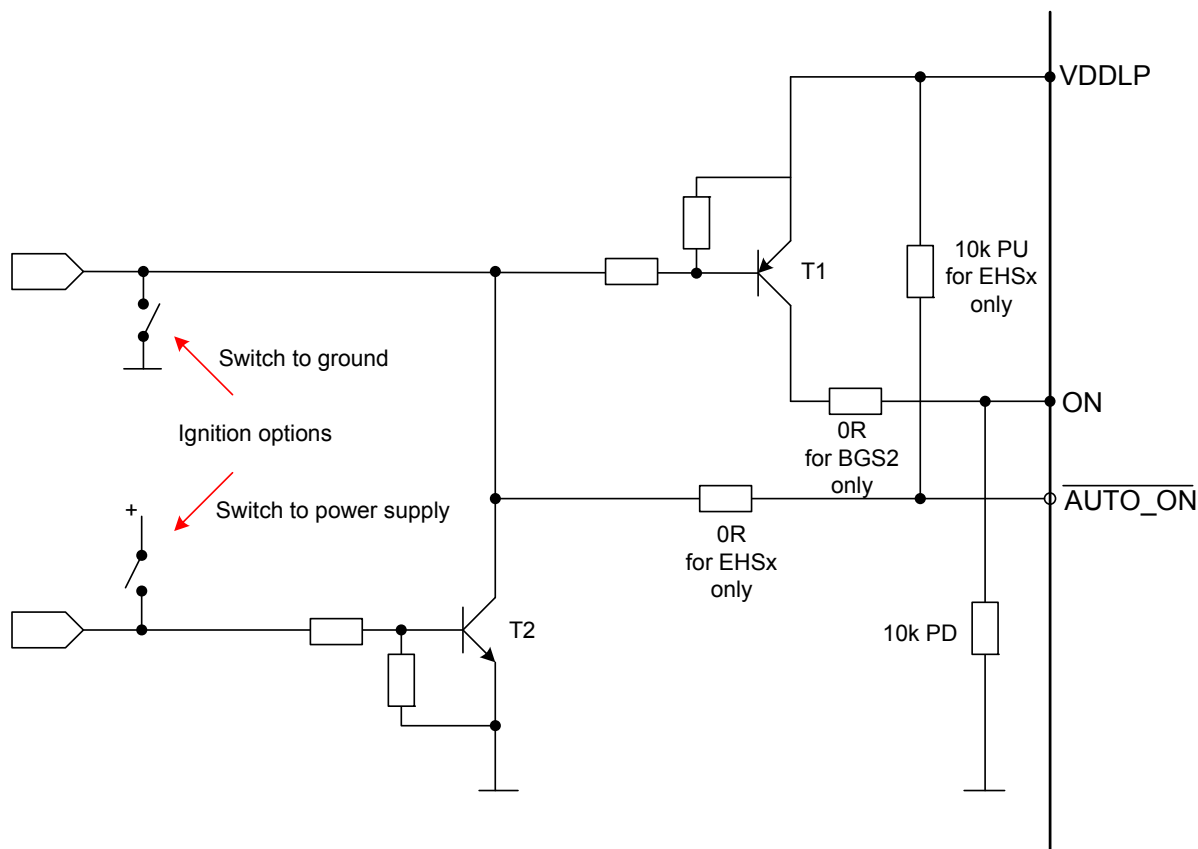 VDDLP
T1
10k PU
for EHSx
only
Switch to ground
ON
0R
for BGS2
only
Ignition options
AUTO_ON
Switch to power supply
+
0R
for EHSx
only
T2
10k PD